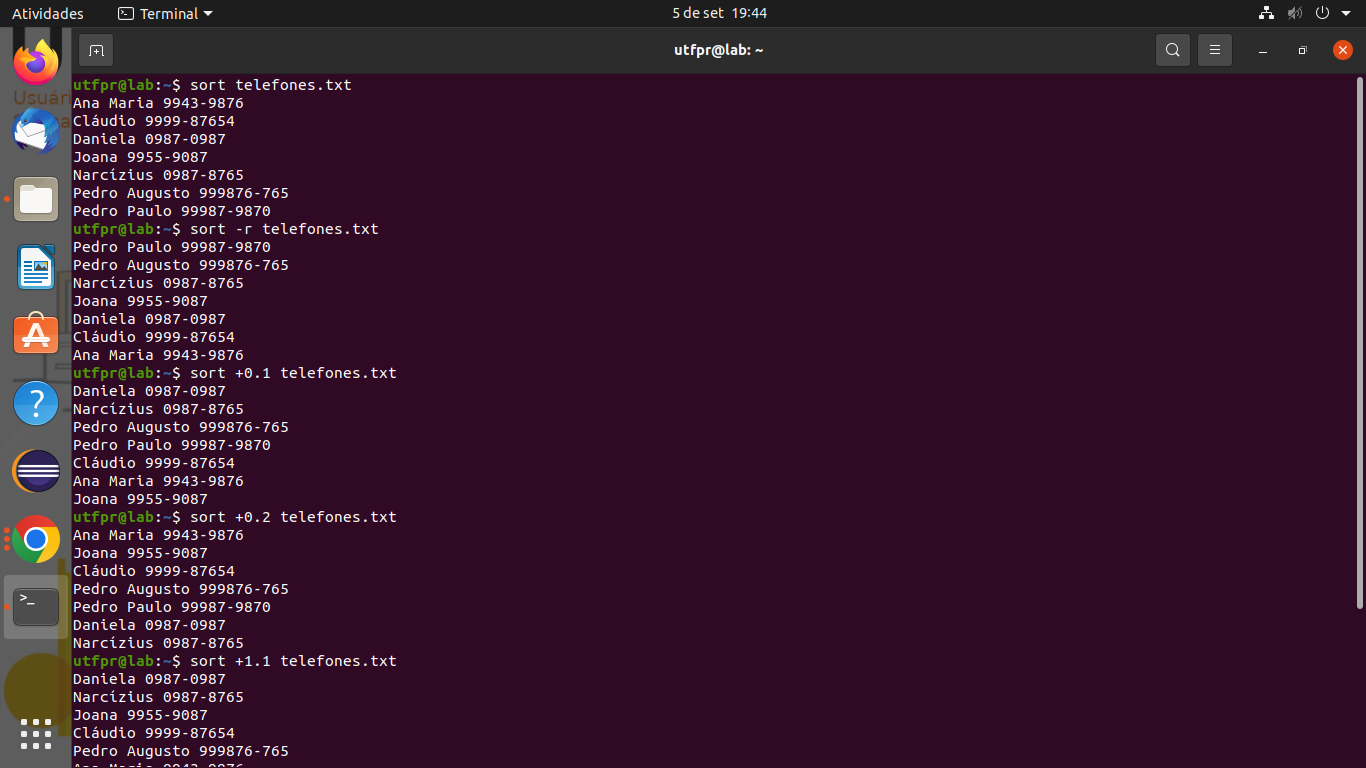 Atividades
Terminal
5 de set 19:44
utfpr@lab: ~
Usuári
utfpr@lab:~$ sort telefones.txt
Ana Maria 9943-9876
Cláudio 9999-87654
Daniela 0987-0987
Joana 9955-9087
Narcízius 0987-8765
Pedro Augusto 999876-765
Pedro Paulo 99987-9870
utfpr@lab:~$ sort -r telefones.txt
Pedro Paulo 99987-9870
Pedro Augusto 999876-765
Narcízius 0987-8765
Joana 9955-9087
Daniela 0987-0987
Cláudio 9999-87654
Ana Maria 9943-9876
utfpr@lab:~$ sort +0.1 telefones.txt
Daniela 0987-0987
Narcízius 0987-8765
Pedro Augusto 999876-765
Pedro Paulo 99987-9870
Cláudio 9999-87654
Ana Maria 9943-9876
Joana 9955-9087
utfpr@lab:~$ sort +0.2 telefones.txt
Ana Maria 9943-9876
Joana 9955-9087
Cláudio 9999-87654
Pedro Augusto 999876-765
Pedro Paulo 99987-9870
Daniela 0987-0987
Narcízius 0987-8765
utfpr@lab:~$ sort +1.1 telefones.txt
Daniela 0987-0987
Narcízius 0987-8765
Joana 9955-9087
Cláudio 9999-87654
Pedro Augusto 999876-765
Ana Maria 9943-9876